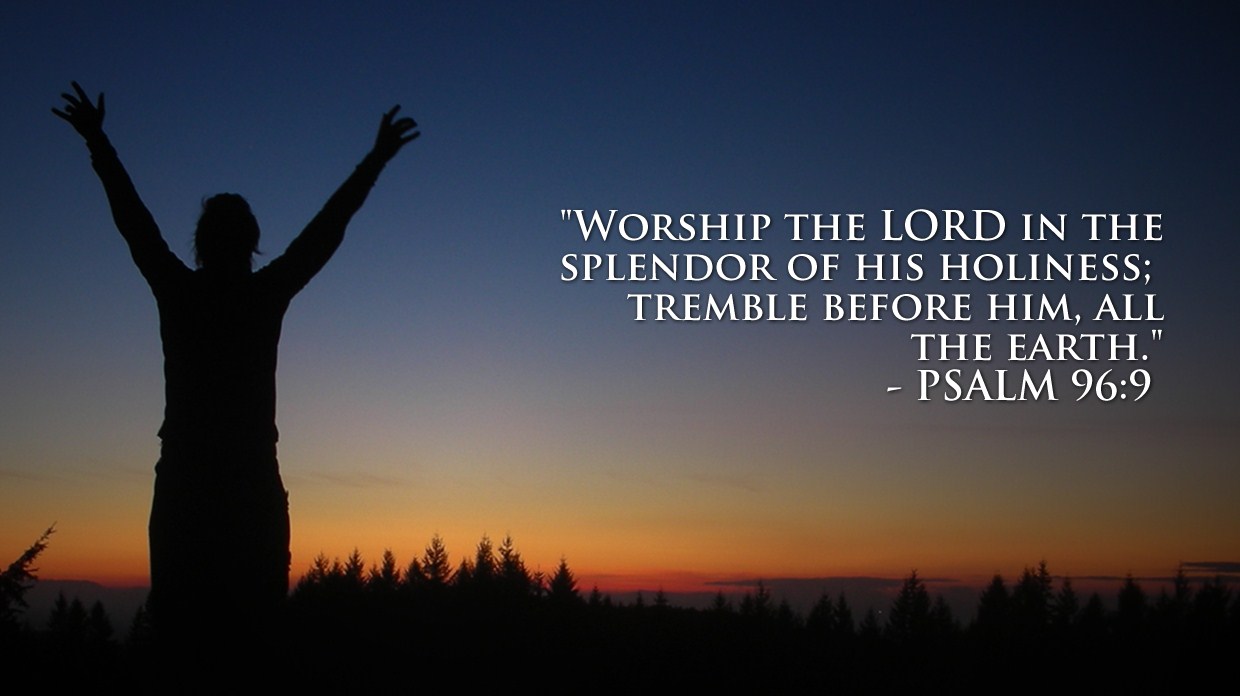 "Worship the LORD in the
splendor of his holiness;
tremble before him, all
the earth."
- PSALM 96:9